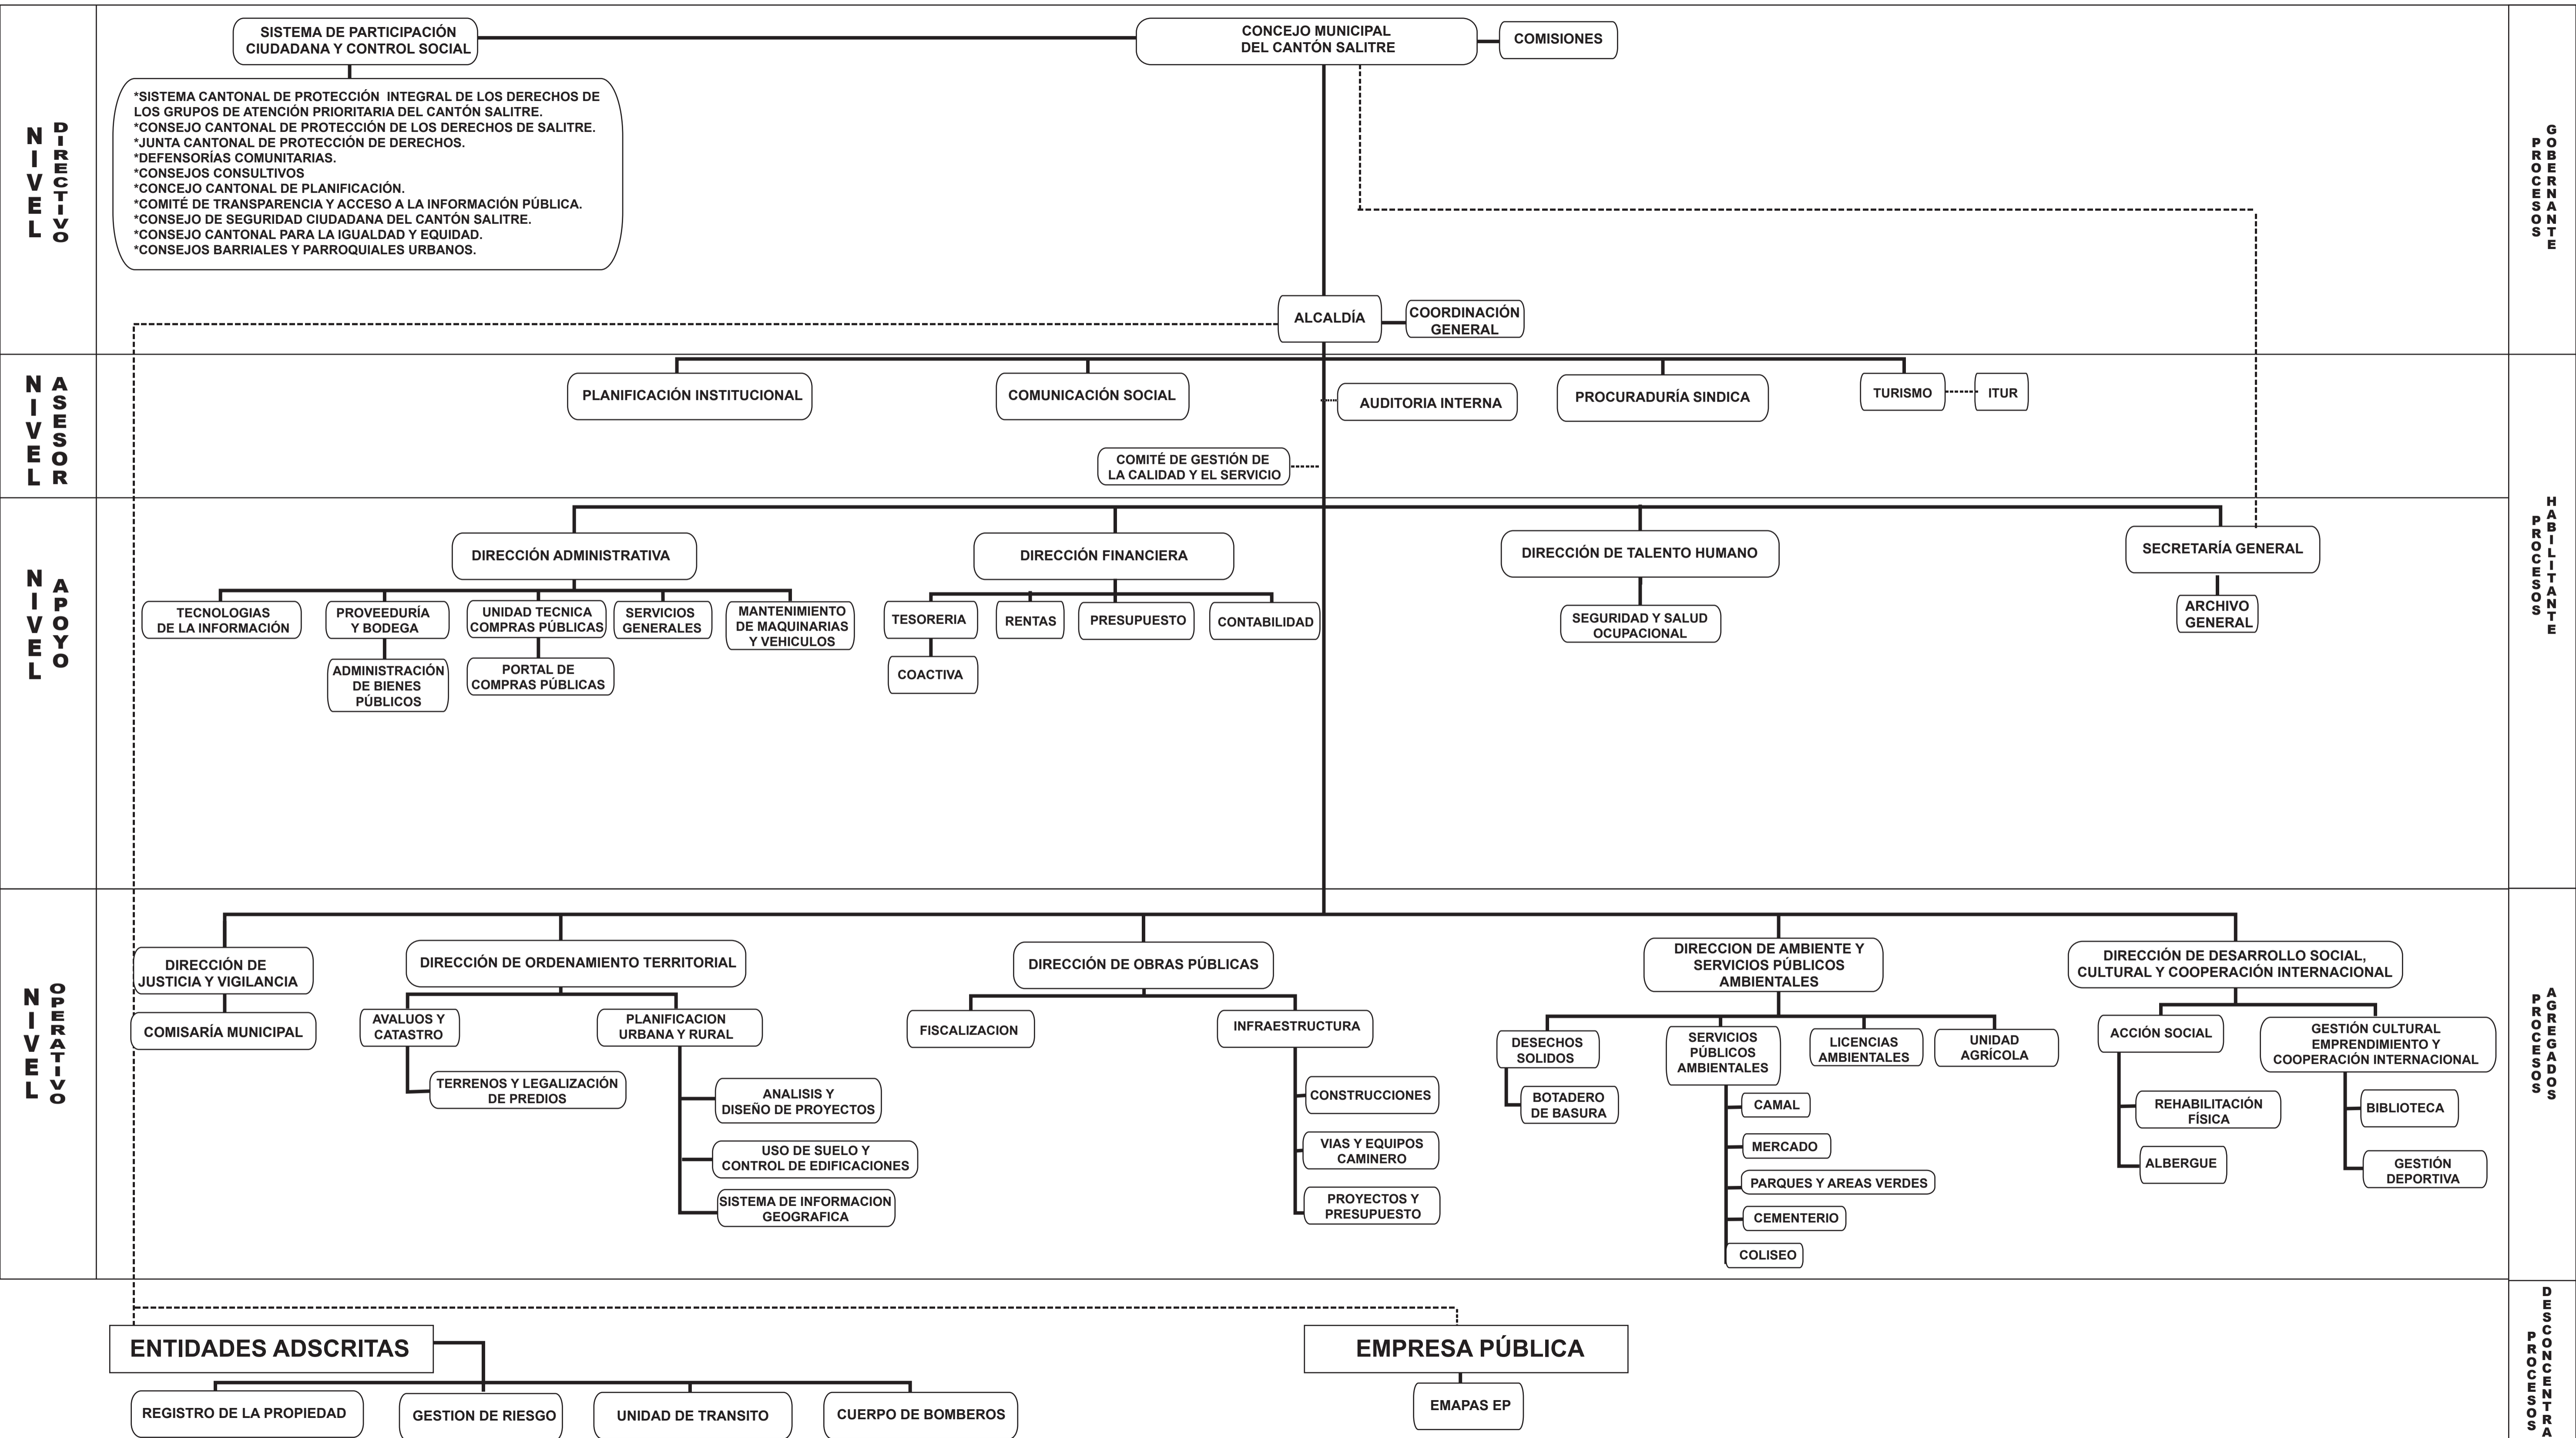 SISTEMA DE PARTICIPACIÓN
CIUDADANA Y CONTROL SOCIAL
CONCEJO MUNICIPAL
DEL CANTÓN SALITRE
COMISIONES
*SISTEMA CANTONAL DE PROTECCIÓN INTEGRAL DE LOS DERECHOS DE
LOS GRUPOS DE ATENCIÓN PRIORITARIA DEL CANTÓN SALITRE.
*CONSEJO CANTONAL DE PROTECCIÓN DE LOS DERECHOS DE SALITRE.
*JUNTA CANTONAL DE PROTECCIÓN DE DERECHOS.
*DEFENSORÍAS COMUNITARIAS.
*CONSEJOS CONSULTIVOS
*CONCEJO CANTONAL DE PLANIFICACIÓN.
*COMITÉ DE TRANSPARENCIA Y ACCESO A LA INFORMACIÓN PÚBLICA.
*CONSEJO DE SEGURIDAD CIUDADANA DEL CANTÓN SALITRE.
*CONSEJO CANTONAL PARA LA IGUALDAD Y EQUIDAD.
*CONSEJOS BARRIALES Y PARROQUIALES URBANOS.
NIVEL
DIRECTIVO
PROCESOS
GOBERNANTE
ALCALDÍA
COORDINACIÓN
GENERAL
NIVEL
ASESOR
PLANIFICACIÓN INSTITUCIONAL
COMUNICACIÓN SOCIAL
AUDITORIA INTERNA
PROCURADURÍA SINDICA
TURISMO
ITUR
COMITÉ DE GESTIÓN DE
LA CALIDAD Y EL SERVICIO
PROCESOS
HABILITANTE
NIVEL
APOYO
DIRECCIÓN ADMINISTRATIVA
DIRECCIÓN FINANCIERA
DIRECCIÓN DE TALENTO HUMANO
SECRETARÍA GENERAL
TECNOLOGIAS
DE LA INFORMACIÓN
PROVEEDURÍA
Y BODEGA
UNIDAD TECNICA
COMPRAS PÚBLICAS
SERVICIOS
GENERALES
MANTENIMIENTO
DE MAQUINARIAS
Y VEHICULOS
TESORERIA
RENTAS
PRESUPUESTO
CONTABILIDAD
SEGURIDAD Y SALUD
OCUPACIONAL
ARCHIVO
GENERAL
ADMINISTRACIÓN
DE BIENES
PÚBLICOS
PORTAL DE
COMPRAS PÚBLICAS
COACTIVA
NIVEL
OPERATIVO
PROCESOS
AGREGADOS
DIRECCIÓN DE
JUSTICIA Y VIGILANCIA
DIRECCIÓN DE ORDENAMIENTO TERRITORIAL
DIRECCIÓN DE OBRAS PÚBLICAS
DIRECCION DE AMBIENTE Y
SERVICIOS PÚBLICOS
AMBIENTALES
DIRECCIÓN DE DESARROLLO SOCIAL,
CULTURAL Y COOPERACIÓN INTERNACIONAL
COMISARÍA MUNICIPAL
AVALUOS Y
CATASTRO
PLANIFICACION
URBANA Y RURAL
FISCALIZACION
INFRAESTRUCTURA
DESECHOS
SOLIDOS
SERVICIOS
PÚBLICOS
AMBIENTALES
LICENCIAS
AMBIENTALES
UNIDAD
AGRÍCOLA
ACCIÓN SOCIAL
GESTIÓN CULTURAL
EMPRENDIMIENTO Y
COOPERACIÓN INTERNACIONAL
TERRENOS Y LEGALIZACIÓN
DE PREDIOS
ANALISIS Y
DISEÑO DE PROYECTOS
USO DE SUELO Y
CONTROL DE EDIFICACIONES
SISTEMA DE INFORMACION
GEOGRAFICA
CONSTRUCCIONES
VIAS Y EQUIPOS
CAMINERO
PROYECTOS Y
PRESUPUESTO
BOTADERO
DE BASURA
CAMAL
MERCADO
PARQUES Y AREAS VERDES
CEMENTERIO
COLISEO
REHABILITACIÓN
FÍSICA
ALBERGUE
BIBLIOTECA
GESTIÓN
DEPORTIVA
ENTIDADES ADSCRITAS
EMPRESA PÚBLICA
REGISTRO DE LA PROPIEDAD
GESTION DE RIESGO
UNIDAD DE TRANSITO
CUERPO DE BOMBEROS
EMAPAS EP
PROCESOS
DESCONCENTRA